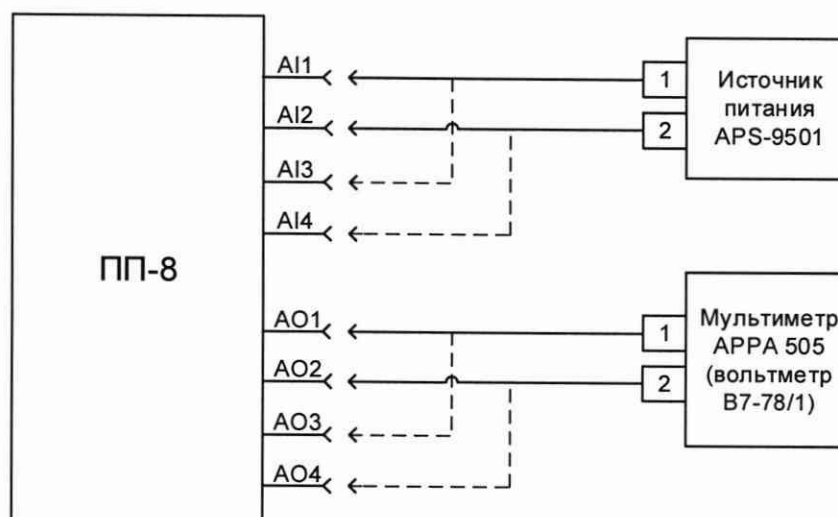 ПП-8
AI1
AI2
AI3
AI4
1
2
Источник
питания
APS-9501
AO1
AO2
AO3
AO4
1
2
Мультиметр
APPA 505
(вольтметр
В7-78/1)